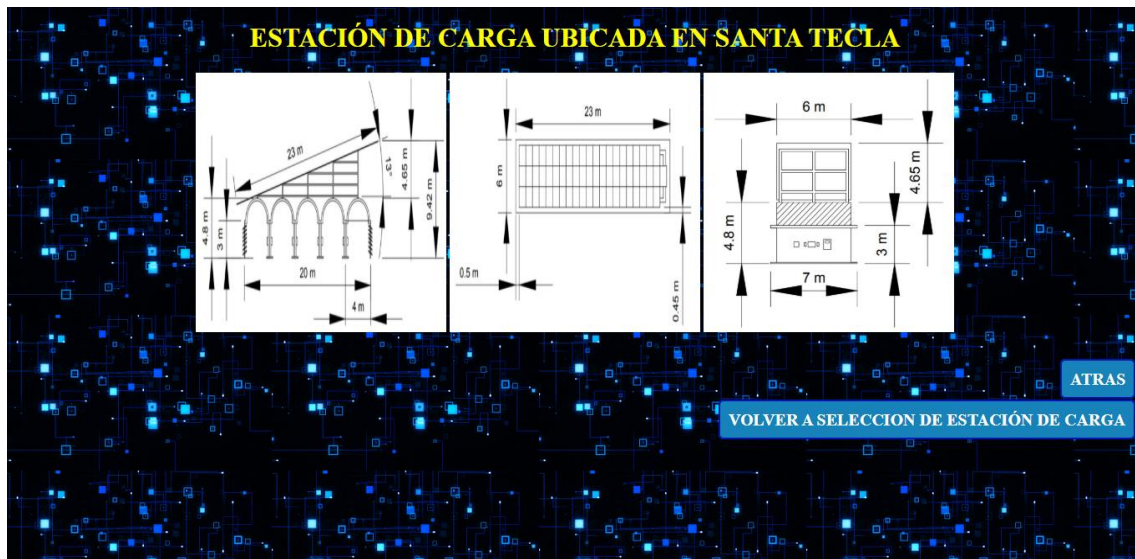 ESTACIÓN DE CARGA UBICADA EN SANTA TECLA
23 m
13°
4.65 m
9.42 m
4.8 m
3 m
20 m
4 m
23 m
6 m
0.5 m
0.45 m
6 m
4.65 m
4.8 m
3 m
7 m
ATRAS
VOLVER A SELECCION DE ESTACIÓN DE CARGA